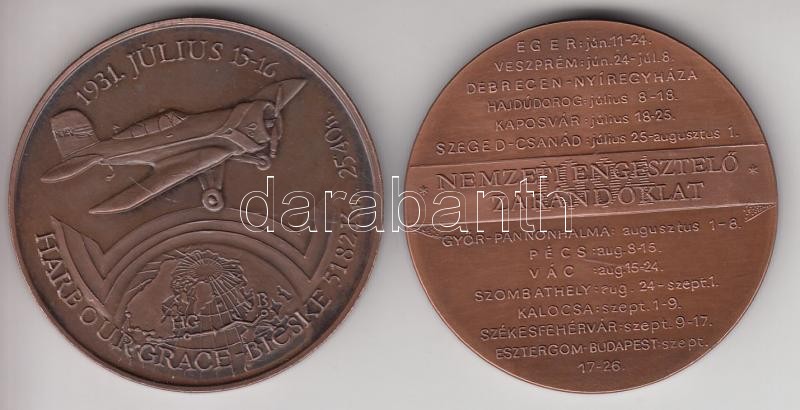 1931. JÚLIUS 15-16
25.40h.
HARBOUR GRACE-BICSKE 5182 K
HG
B
EGER: jún.11-24.
VESZPRÉM: jún.24-júl.8.
DEBRECEN-NYÍREGYHÁZA
HAJDÚDOROG: július 8-18.
KAPOSVÁR: július 18-25.
SZEGED-CSANÁD: július 25-augusztus 1.
* NEMZETI ENGESZTELŐ *
ZARÁNDOKLAT
GYŐR-PANNONHALMA: augusztus 1-8.
PÉCS: aug.8-15.
VÁC: aug.15-24.
SZOMBATHELY: aug. 24-szept.1.
KALOCSA: szept. 1-9.
SZÉKESFEHÉRVÁR: szept. 9-17.
ESZTERGOM-BUDAPEST: szept.
17-26.
darabanth